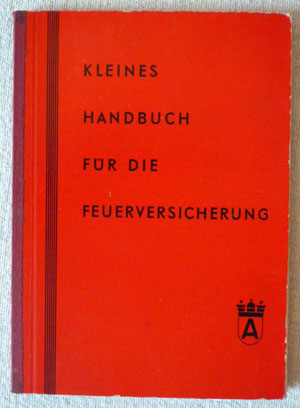 KLEINES
HANDBUCH
FÜR DIE
FEUERVERSICHERUNG
A